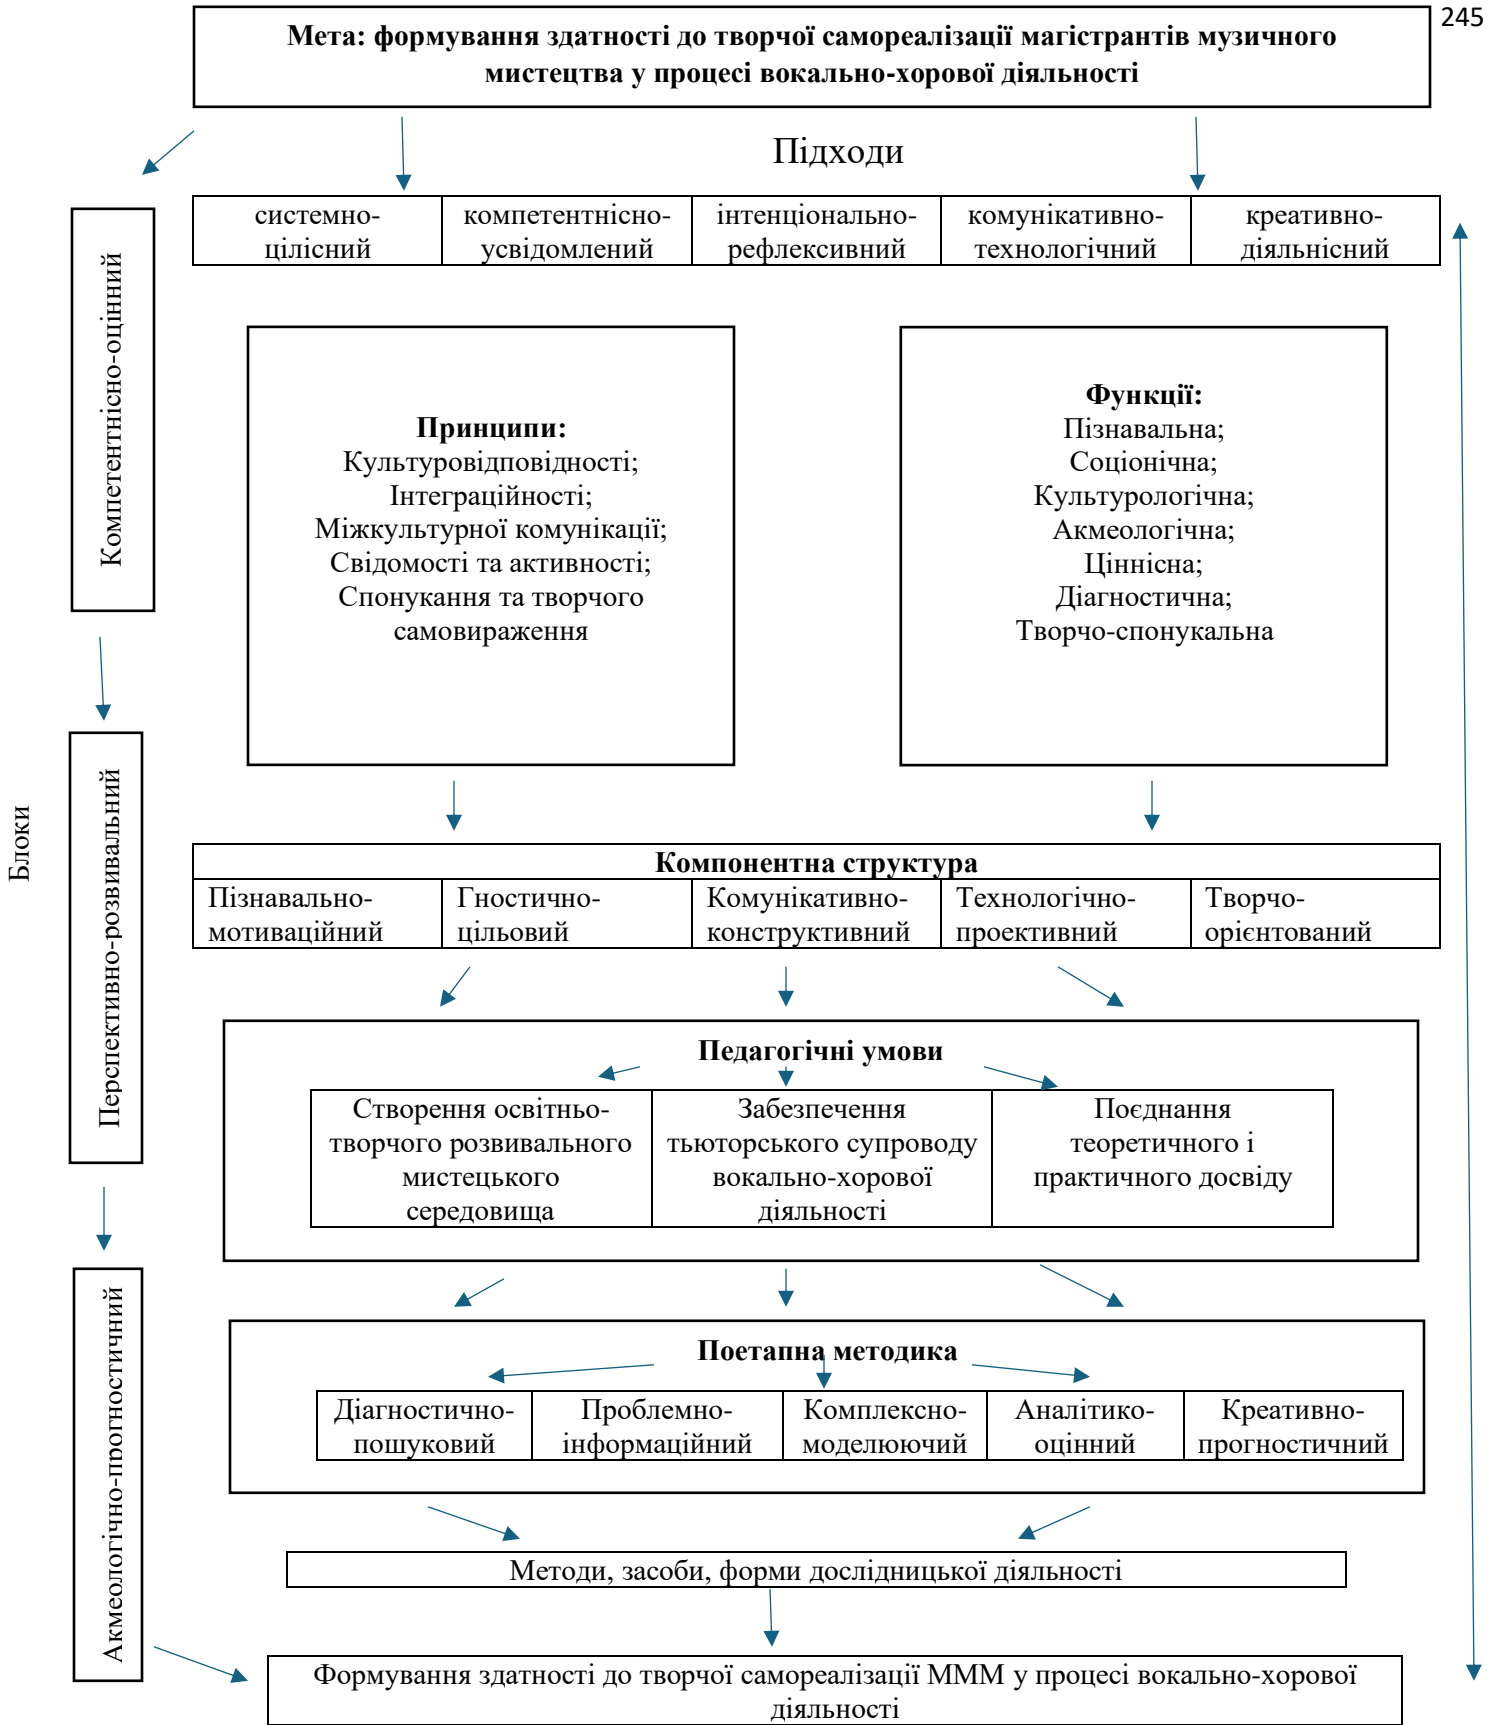 245
Мета: формування здатності до творчої самореалізації магістрантів музичного
мистецтва у процесі вокально-хорової діяльності
Підходи
системно-
цілісний
компетентнісно-
усвідомлений
інтенціонально-
рефлексивний
комунікативно-
технологічний
креативно-
діяльнісний
Блоки
Компетентнісно-оцінний
Принципи:
Культуровідповідності;
Інтеграційності;
Міжкультурної комунікації;
Свідомості та активності;
Спонукання та творчого
самовираження
Функції:
Пізнавальна;
Соціонічна;
Культурологічна;
Акмеологічна;
Ціннісна;
Діагностична;
Творчо-спонукальна
Перспективно-розвивальний
Компонентна структура
Пізнавально-
мотиваційний
Гностично-
цільовий
Комунікативно-
конструктивний
Технологічно-
проективний
Творчо-
орієнтований
Педагогічні умови
Створення освітньо-
творчого розвивального
мистецького
середовища
Забезпечення
тьюторського супроводу
вокально-хорової
діяльності
Поєднання
теоретичного і
практичного досвіду
Акмеологічно-прогностичний
Поетапна методика
Діагностично-
пошуковий
Проблемно-
інформаційний
Комплексно-
моделюючий
Аналітико-
оцінний
Креативно-
прогностичний
Методи, засоби, форми дослідницької діяльності
Формування здатності до творчої самореалізації МММ у процесі вокально-хорової
діяльності